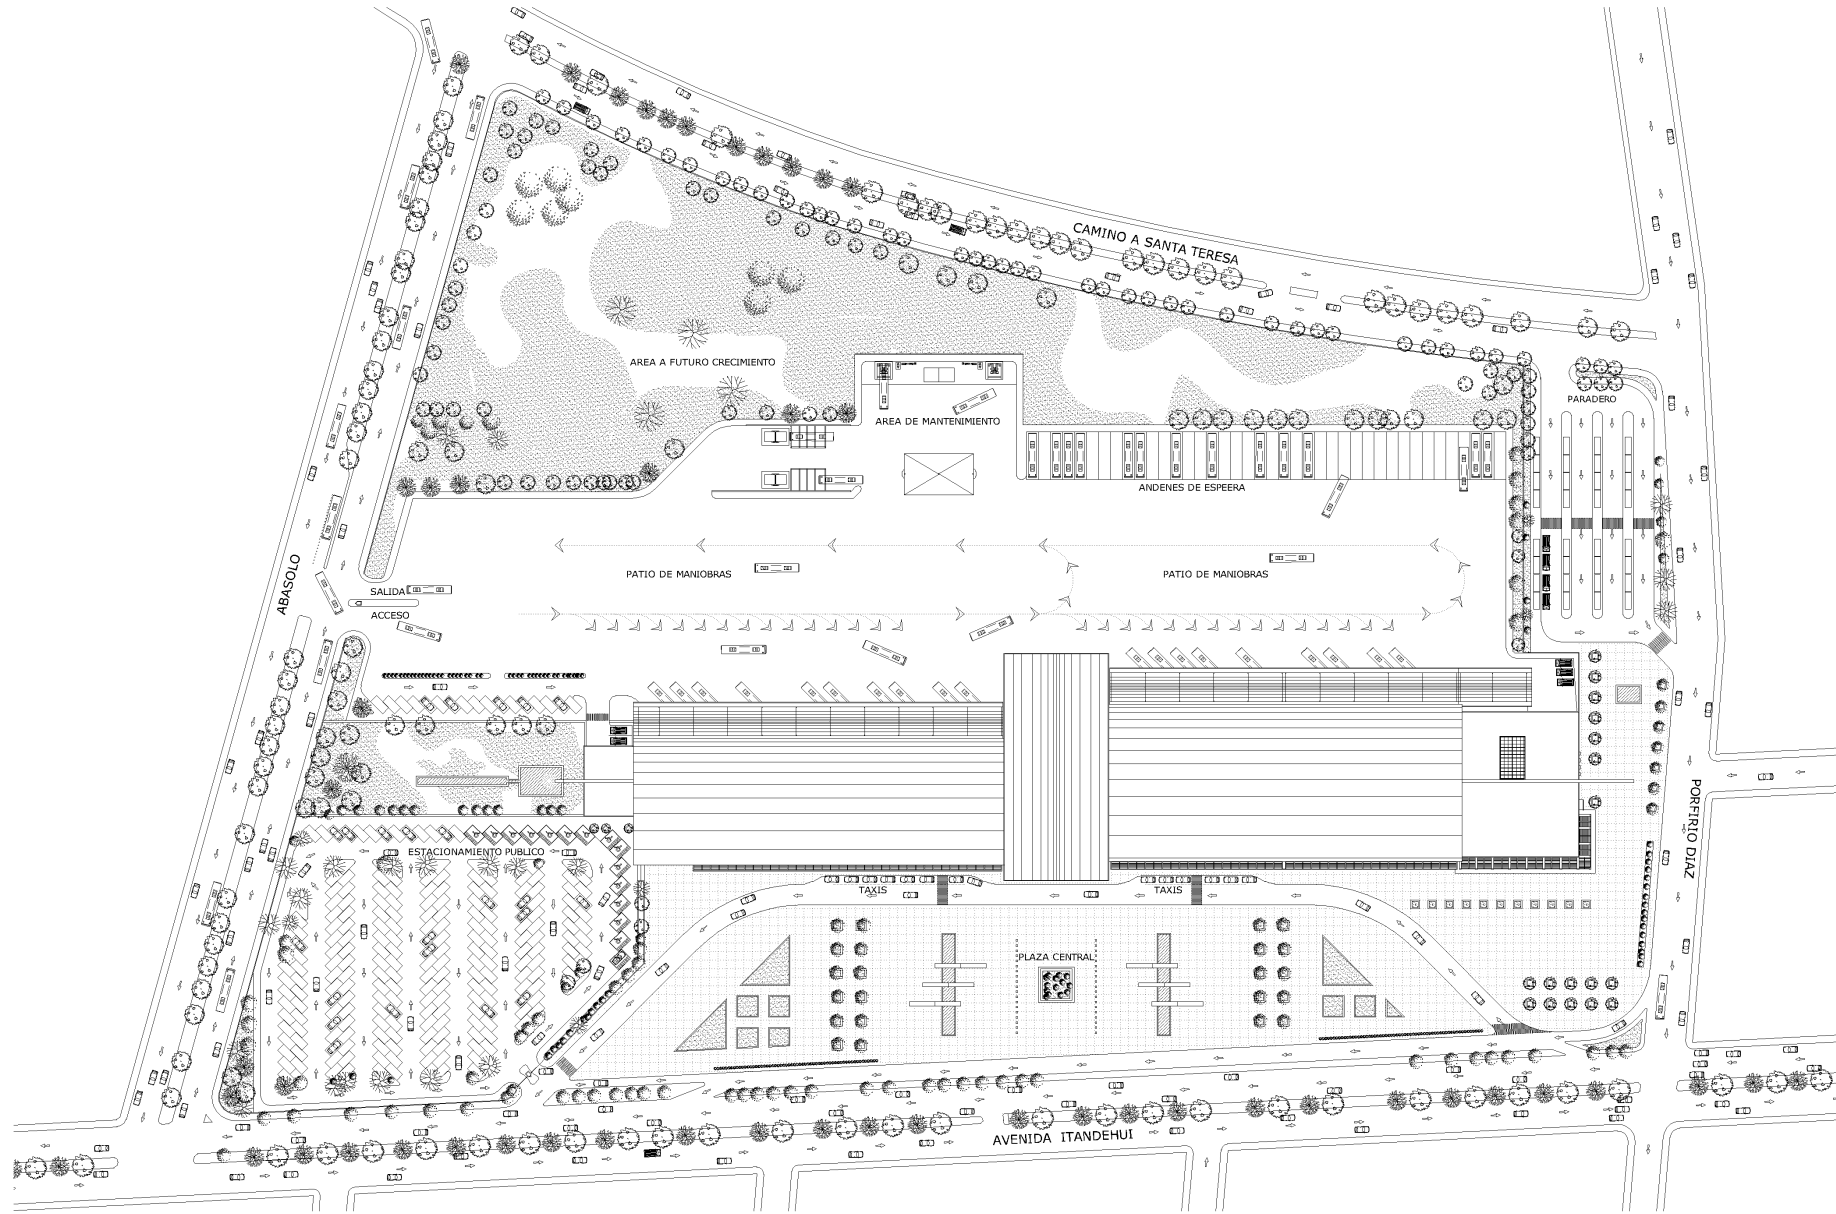 CAMINO A SANTA TERESA
AREA A FUTURO CRECIMIENTO
PARADERO
AREA DE MANTENIMIENTO
ANDENES DE ESPEERA
PATIO DE MANIOBRAS
PATIO DE MANIOBRAS
ABASOLO
SALIDA
ACCESO
PORFIRIO DIAZ
ESTACIONAMIENTO PUBLICO
TAXIS
TAXIS
PLAZA CENTRAL
AVENIDA ITANDEHUI